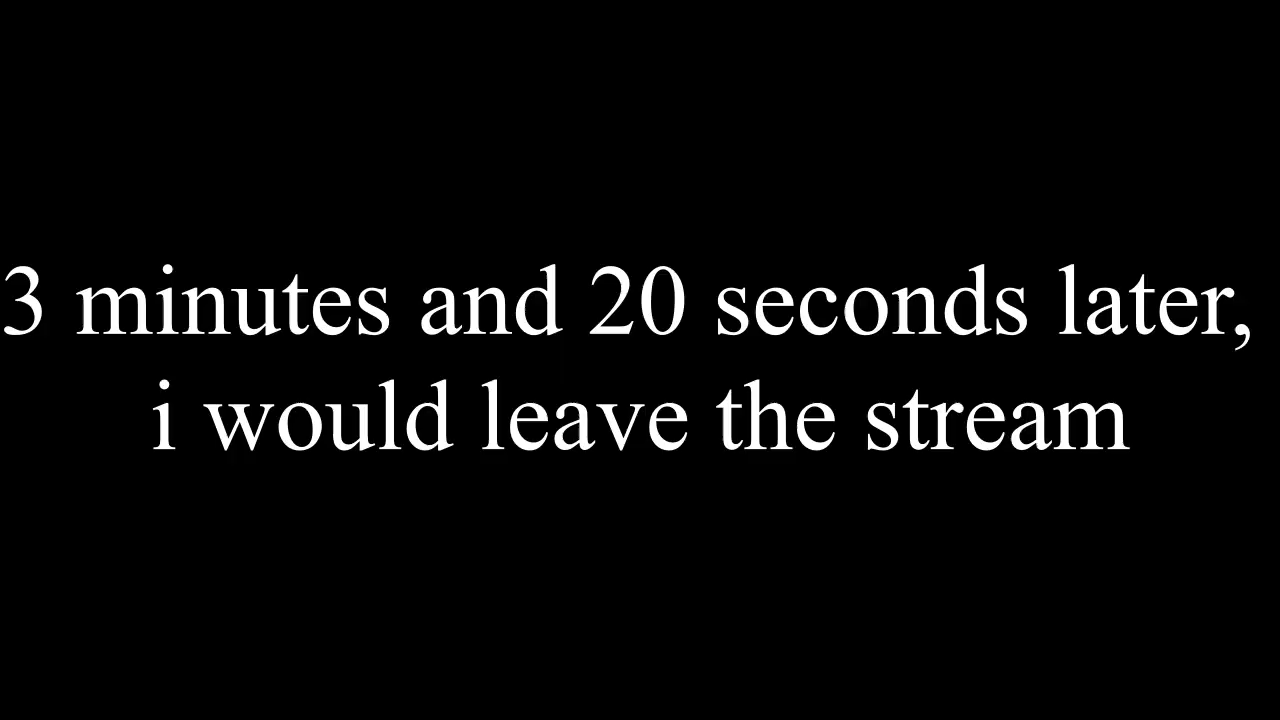 3 minutes and 20 seconds later,
i would leave the stream